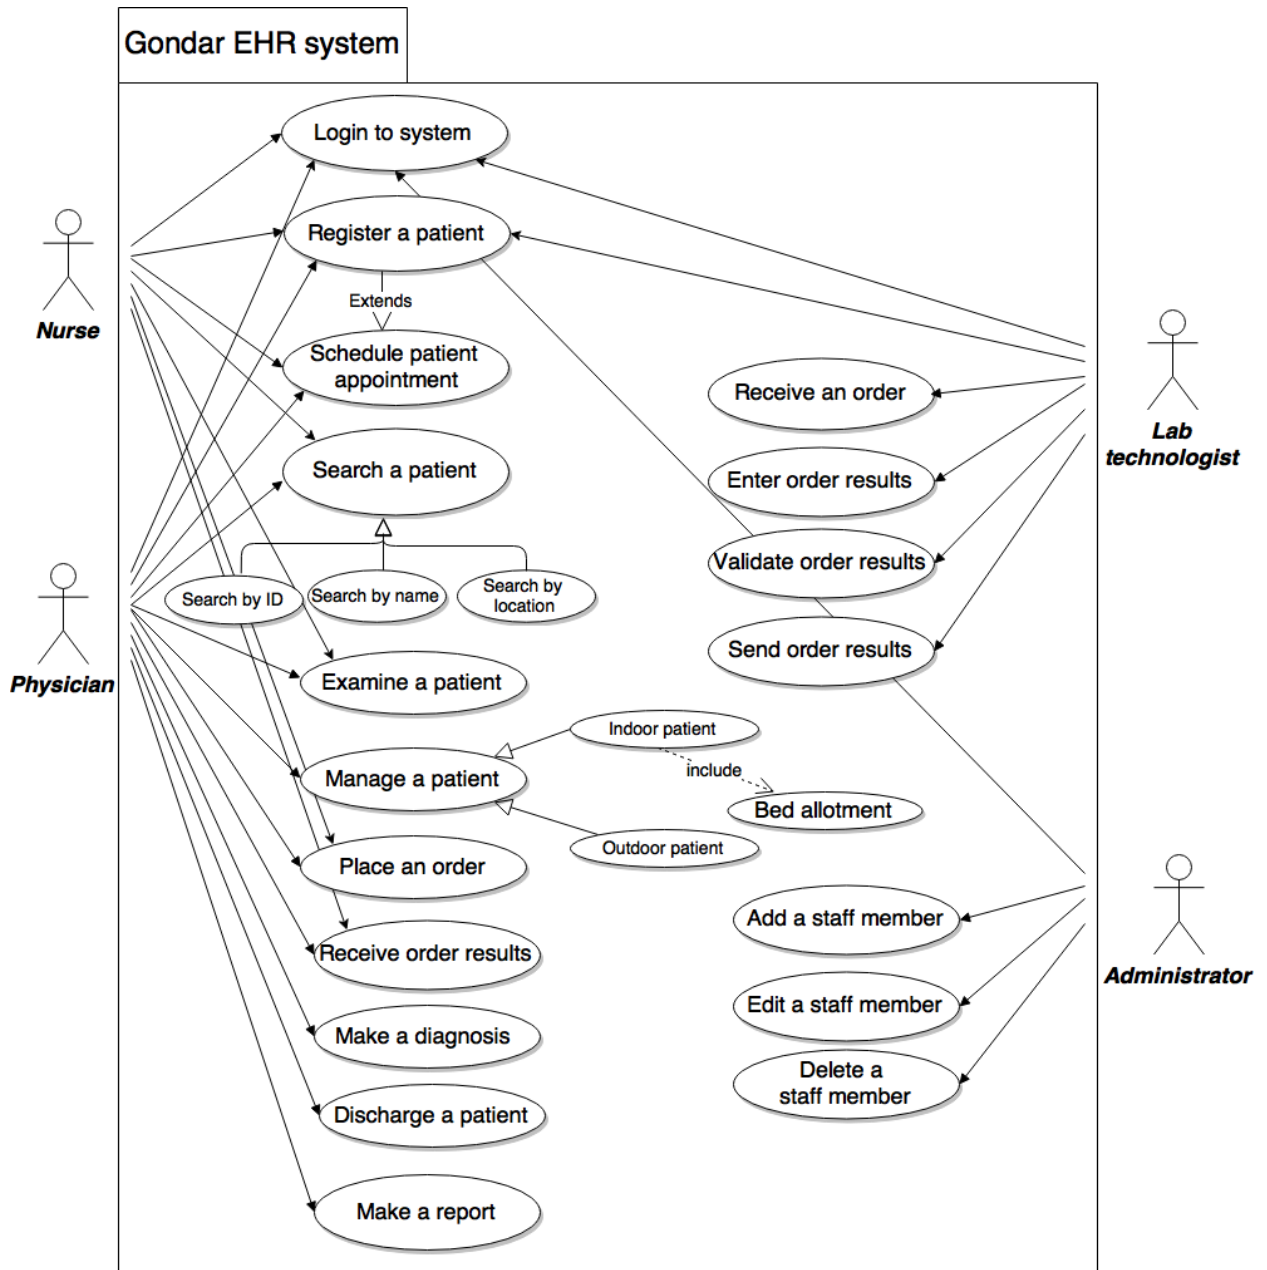 Gondar EHR system
Login to system
Register a patient
Extends
Schedule patient
appointment
Search a patient
Search by ID
Search by name
Search by
location
Examine a patient
Manage a patient
Indoor patient
include
Bed allotment
Outdoor patient
Place an order
Receive order results
Make a diagnosis
Discharge a patient
Make a report
Receive an order
Enter order results
Validate order results
Send order results
Add a staff member
Edit a staff member
Delete a
staff member
Nurse
Physician
Lab
technologist
Administrator